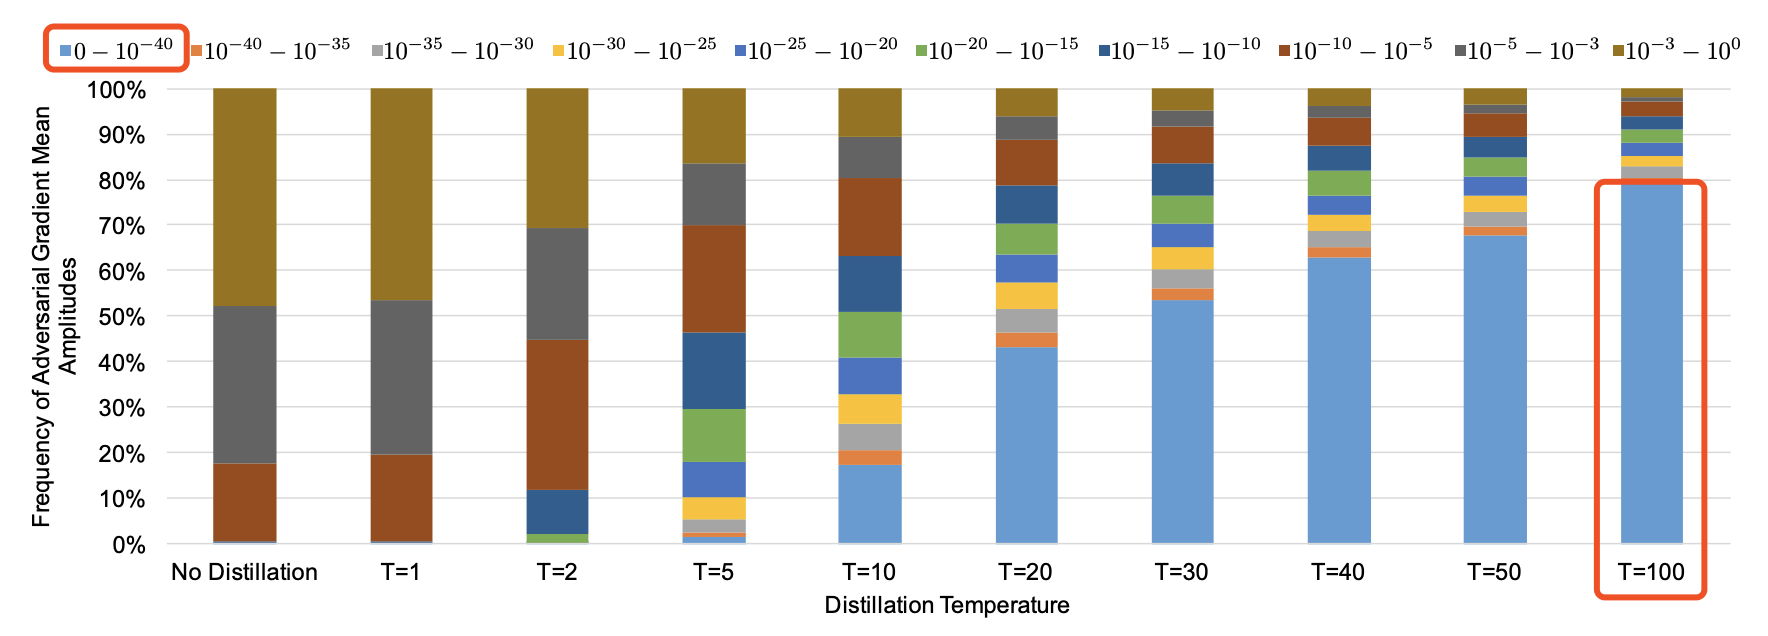 0 − 10⁻⁴⁰ 10⁻⁴⁰ − 10⁻³⁵ 10⁻³⁵ − 10⁻³⁰ 10⁻³⁰ − 10⁻²⁵ 10⁻²⁵ − 10⁻²⁰ 10⁻²⁰ − 10⁻¹⁵ 10⁻¹⁵ − 10⁻¹⁰ 10⁻¹⁰ − 10⁻⁵ 10⁻⁵ − 10⁻³ 10⁻³ − 10⁰
Frequency of Adversarial Gradient Mean
Amplitudes
100%
90%
80%
70%
60%
50%
40%
30%
20%
10%
0%
No Distillation T=1 T=2 T=5 T=10 T=20 T=30 T=40 T=50 T=100
Distillation Temperature